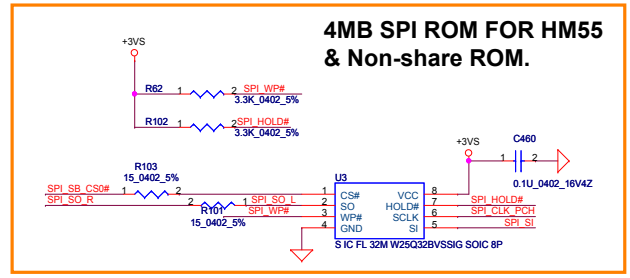 4MB SPI ROM FOR HM55
& Non-share ROM.
+3VS
R62 1 2 SPI_WP#
3.3K_0402_5%
R102 1 2 SPI_HOLD#
3.3K_0402_5%
+3VS
C460
1 2
0.1U_0402_16V4Z
R103
15_0402_5%
U3
SPI_SB_CS0# 1 2 1 CS# VCC 8
SPI_SO_R 2 1 SPI_SO_L 2 SO HOLD# 7 SPI_HOLD#
R101 SPI_WP# 3 WP# SCLK 6 SPI_CLK_PCH
15_0402_5% 4 GND SI 5 SPI_SI
S IC FL 32M W25Q32BVSSIG SOIC 8P